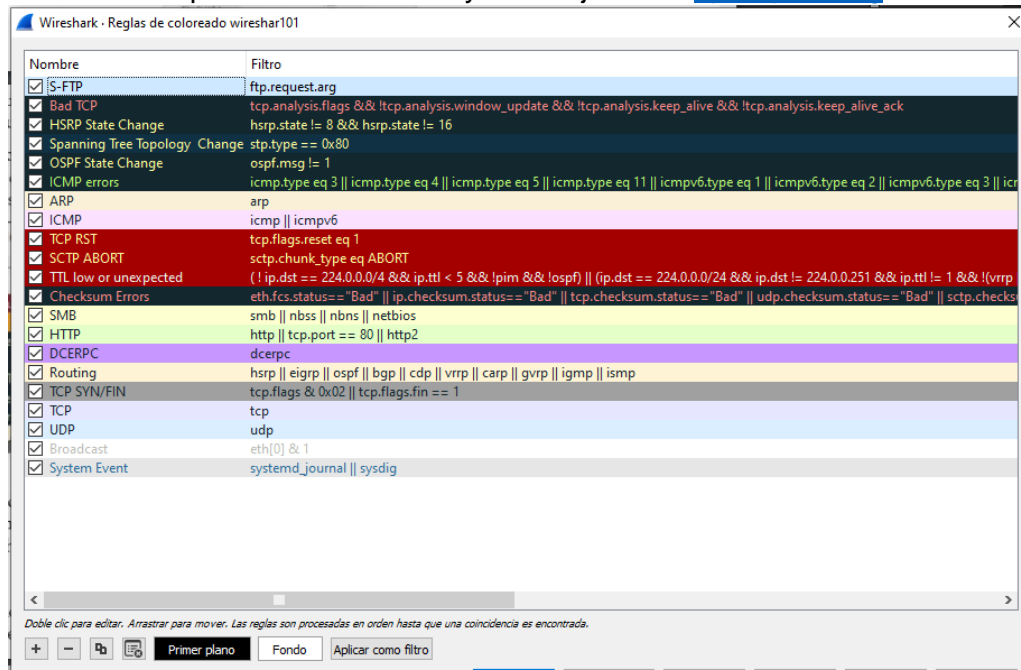 Wireshark · Reglas de coloreado wireshar101
Nombre Filtro
S-FTP ftp.request.arg
Bad TCP tcp.analysis.flags && !tcp.analysis.window_update && !tcp.analysis.keep_alive && !tcp.analysis.keep_alive_ack
HSRP State Change hsrp.state != 8 && hsrp.state != 16
Spanning Tree Topology Change stp.type == 0x80
OSPF State Change ospf.msg != 1
ICMP errors icmp.type eq 3 || icmp.type eq 4 || icmp.type eq 5 || icmp.type eq 11 || icmpv6.type eq 1 || icmpv6.type eq 2 || icmpv6.type eq 3 || icr
ARP arp
ICMP icmp || icmpv6
TCP RST tcp.flags.reset eq 1
SCTP ABORT sctp.chunk_type eq ABORT
TTL low or unexpected ( ! ip.dst == 224.0.0.0/4 && ip.ttl < 5 && !pim && !ospf) || (ip.dst == 224.0.0.0/24 && ip.dst != 224.0.0.251 && ip.ttl != 1 && !(vrrp
Checksum Errors eth.fcs.status=="Bad" || ip.checksum.status=="Bad" || tcp.checksum.status=="Bad" || udp.checksum.status=="Bad" || sctp.checks
SMB smb || nbss || nbns || netbios
HTTP http || tcp.port == 80 || http2
DCERPC dcerpc
Routing hsrp || eigrp || ospf || bgp || cdp || vrrp || carp || gvrp || igmp || ismp
TCP SYN/FIN tcp.flags & 0x02 || tcp.flags.fin == 1
TCP tcp
UDP udp
Broadcast eth[0] & 1
System Event systemd_journal || sysdig
Doble clic para editar. Arrastrar para mover. Las reglas son procesadas en orden hasta que una coincidencia es encontrada.
Primer plano Fondo Aplicar como filtro